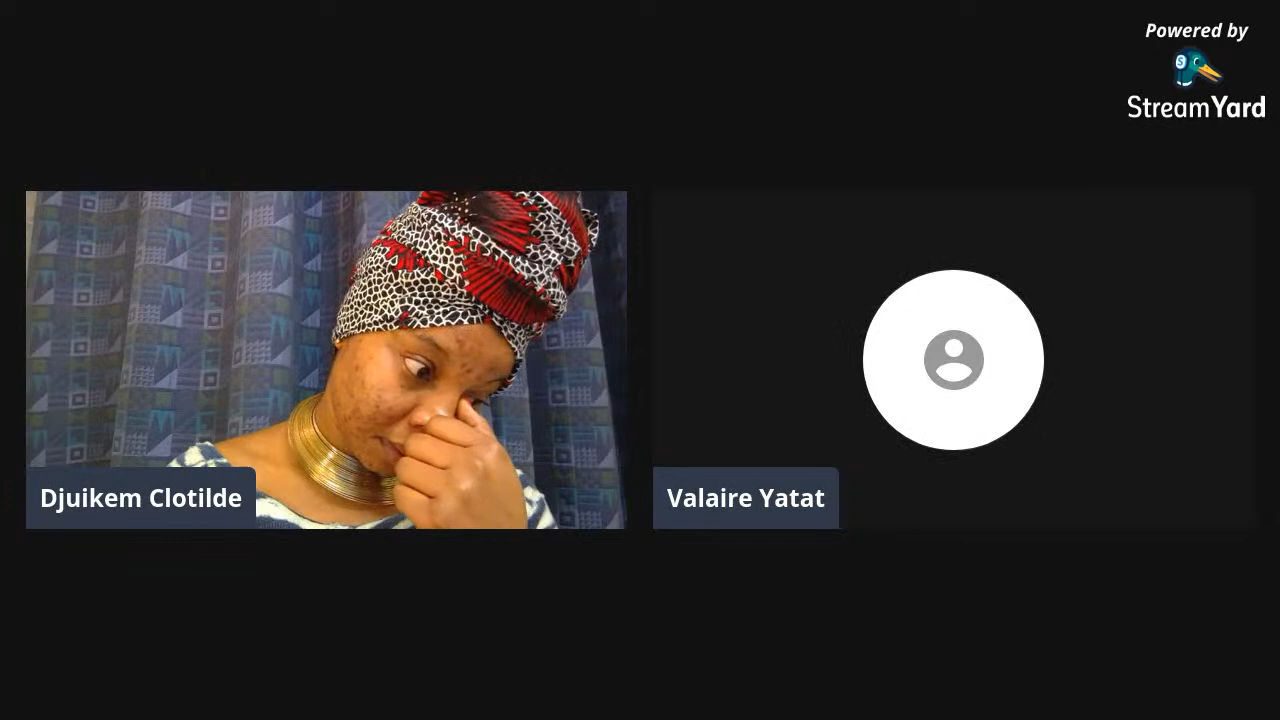 Powered by
S
StreamYard
Djuikem Clotilde
Valaire Yatat